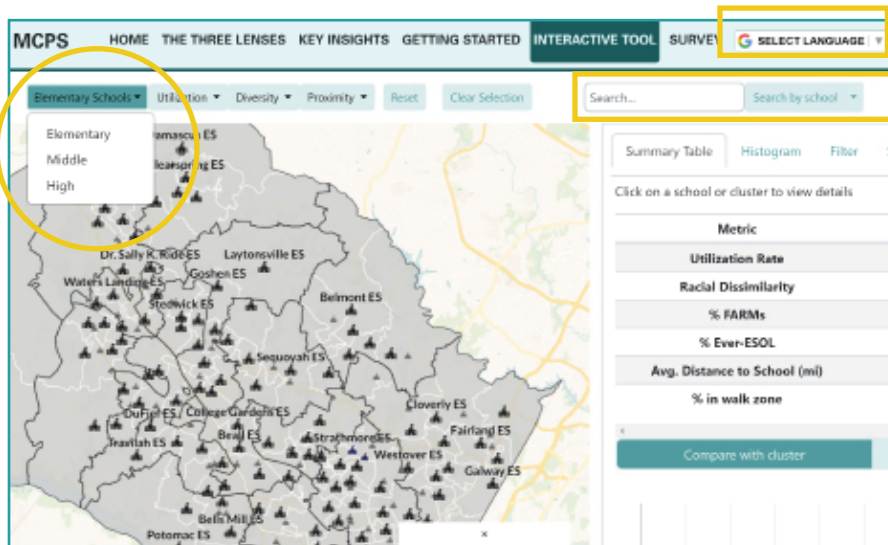 MCPS HOME THE THREE LENSES KEY INSIGHTS GETTING STARTED INTERACTIVE TOOL SURVEY SELECT LANGUAGE
Elementary Schools Utilization Diversity Proximity Reset Clear Selection Search... Search by school
Elementary
Middle
High
amascus ES
learspring ES
Dr. Sally K. Ride ES
Laytonsville ES
Goshen ES
Waters Landing ES
Stedwick ES
Belmont ES
Sequoyah ES
DuFief ES
College Gardens ES
Cloverly ES
Travilah ES
Beall ES
Strathmore ES
Fairland ES
Westover ES
Galway ES
Bells Mill ES
Potomac ES
Summary Table Histogram Filter
Click on a school or cluster to view details
Metric
Utilization Rate
Racial Dissimilarity
% FARMs
% Ever-ESOL
Avg. Distance to School (mi)
% in walk zone
Compare with cluster